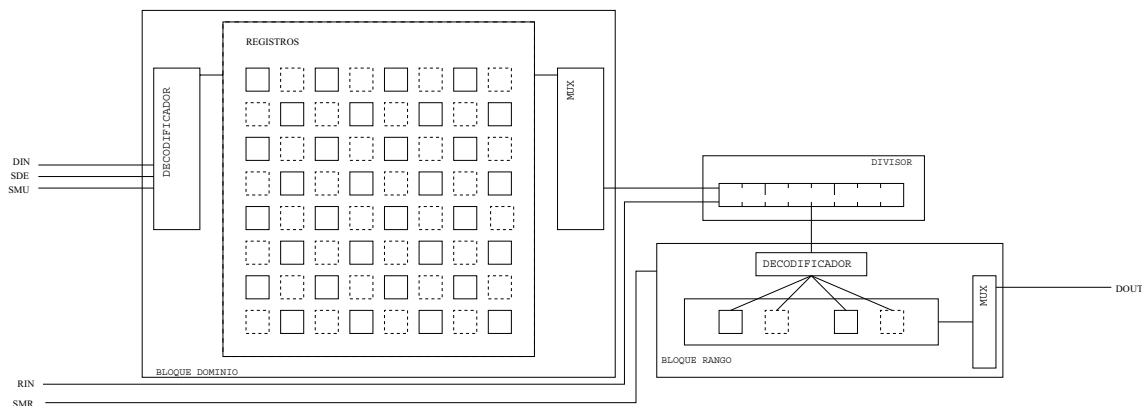 REGISTROS
DECODIFICADOR
MUX
DIN
SDE
SMU
DIVISOR
DECODIFICADOR
MUX
DOUT
BLOQUE RANGO
BLOQUE DOMINIO
RIN
SMR